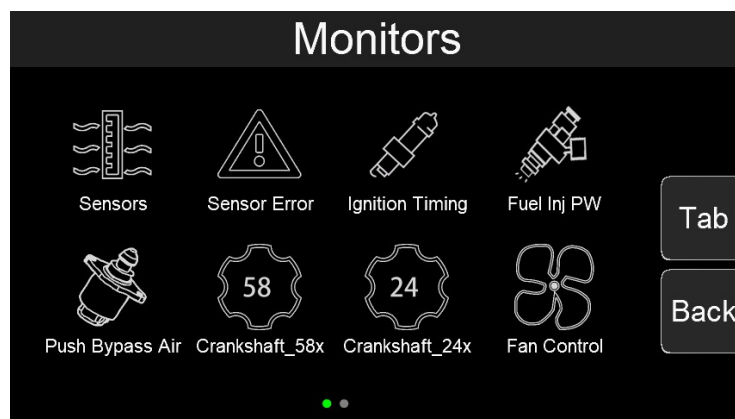 Monitors
Sensors
Sensor Error
Ignition Timing
Fuel Inj PW
Tab
58
24
Push Bypass Air
Crankshaft_58x
Crankshaft_24x
Fan Control
Back